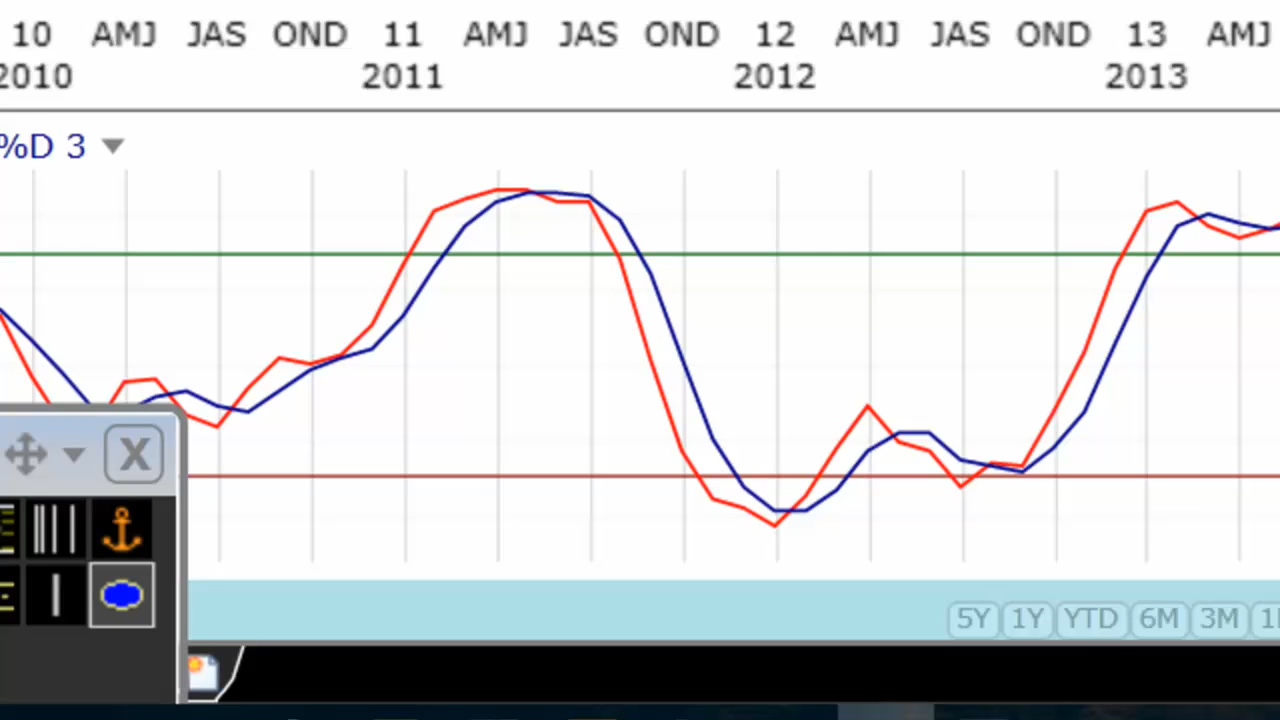 10 AMJ JAS OND 11 AMJ JAS OND 12 AMJ JAS OND 13 AMJ
2010 2011 2012 2013
%D 3
X
5Y 1Y YTD 6M 3M